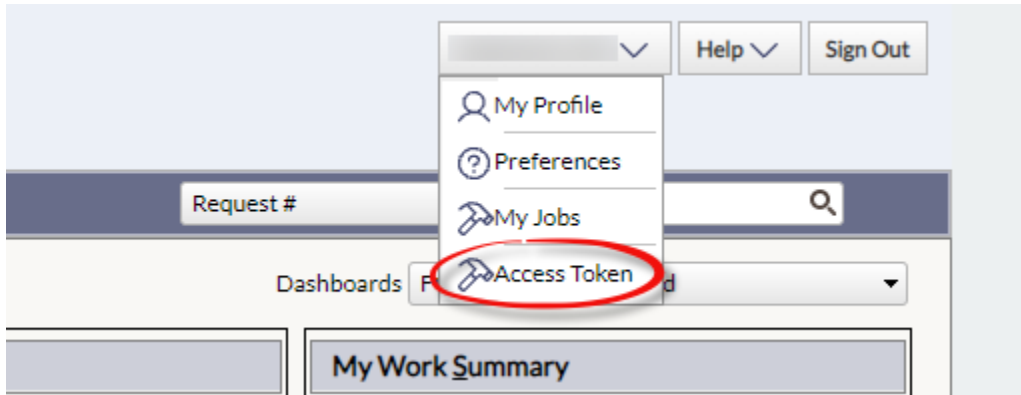 Help
Sign Out
My Profile
Preferences
My Jobs
Access Token
Request #
Dashboards F d
My Work Summary